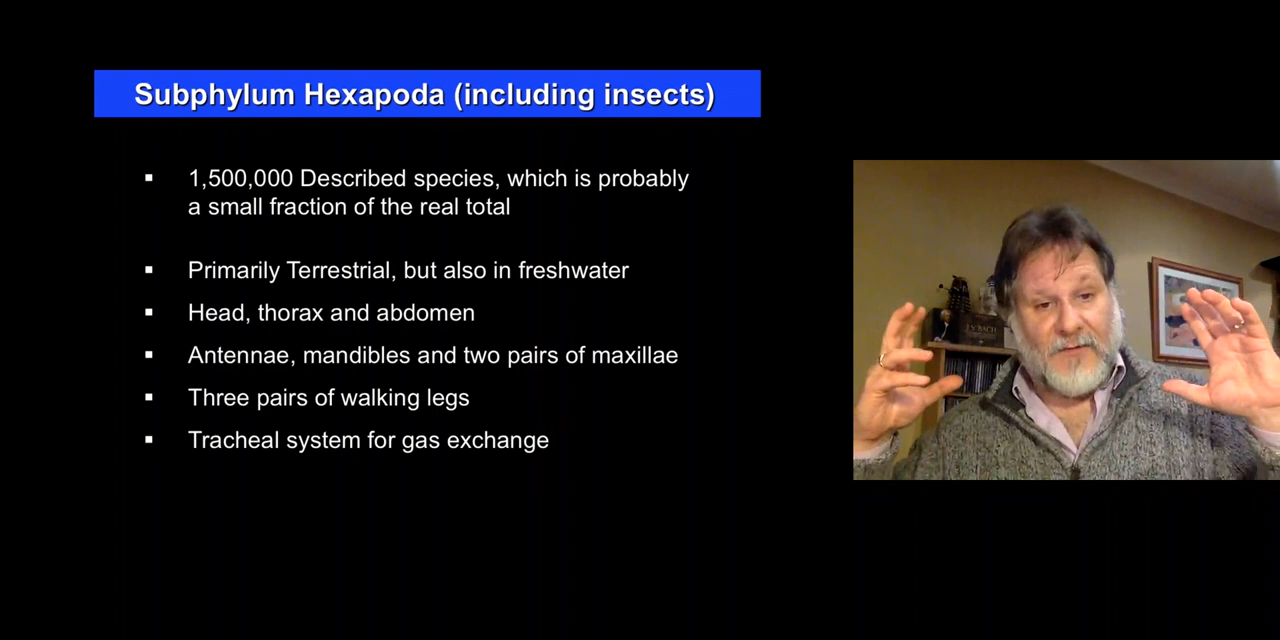 Subphylum Hexapoda (including insects)
▪ 1,500,000 Described species, which is probably
a small fraction of the real total
▪ Primarily Terrestrial, but also in freshwater
▪ Head, thorax and abdomen
▪ Antennae, mandibles and two pairs of maxillae
▪ Three pairs of walking legs
▪ Tracheal system for gas exchange
J.S. BACH